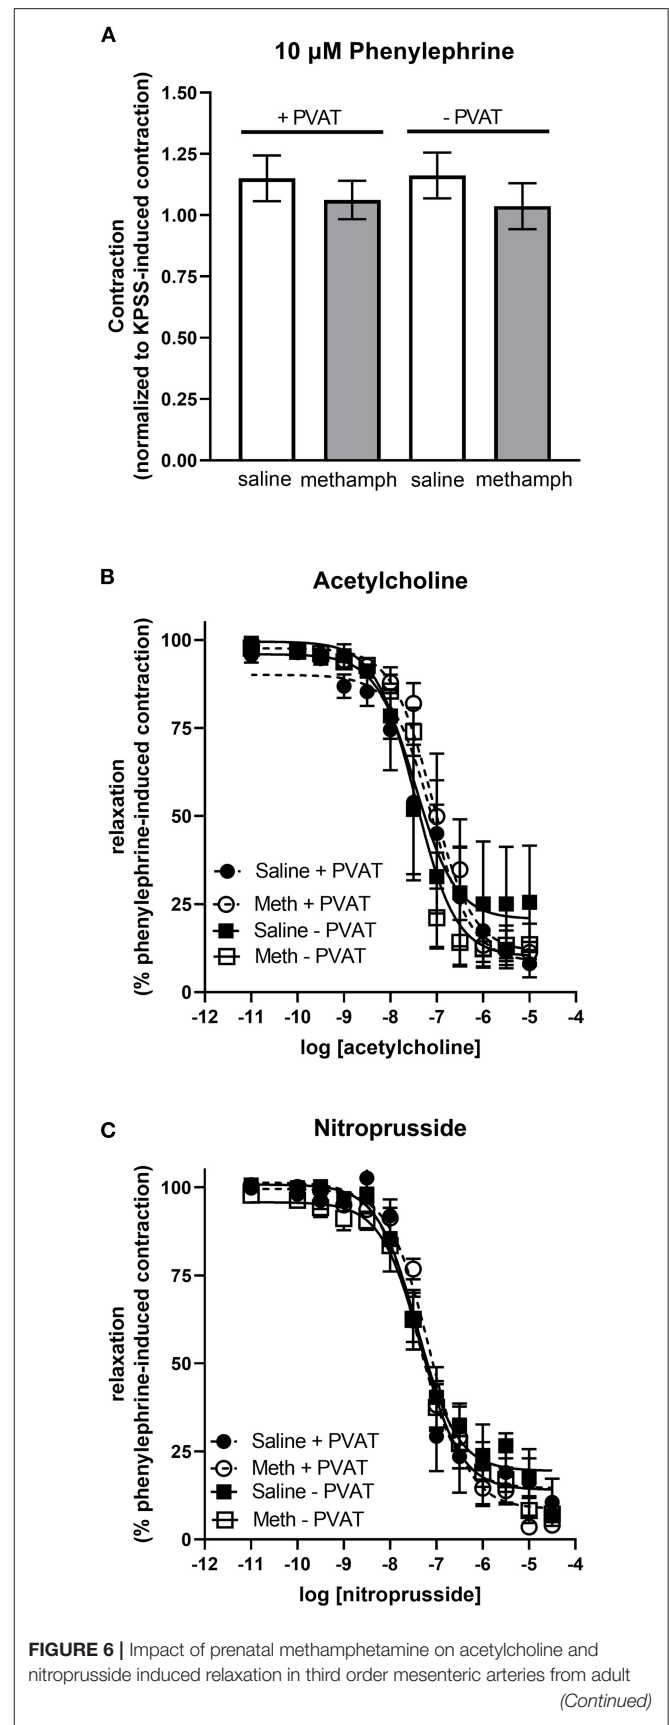 A
10 µM Phenylephrine
Contraction
(normalized to KPSS-induced contraction)
1.50
1.25
1.00
0.75
0.50
0.25
0.00
+ PVAT
- PVAT
saline methamph saline methamph
B
Acetylcholine
relaxation
(% phenylephrine-induced contraction)
100
75
50
25
0
Saline + PVAT
Meth + PVAT
Saline - PVAT
Meth - PVAT
-12 -11 -10 -9 -8 -7 -6 -5 -4
log [acetylcholine]
C
Nitroprusside
relaxation
(% phenylephrine-induced contraction)
100
75
50
25
0
Saline + PVAT
Meth + PVAT
Saline - PVAT
Meth - PVAT
-12 -11 -10 -9 -8 -7 -6 -5 -4
log [nitroprusside]
FIGURE 6 | Impact of prenatal methamphetamine on acetylcholine and
nitroprusside induced relaxation in third order mesenteric arteries from adult
(Continued)